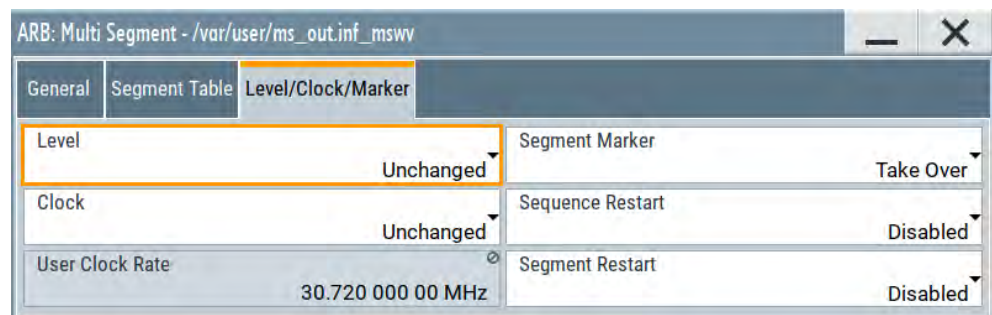 ARB: Multi Segment - /var/user/ms_out.inf_mswv
General Segment Table Level/Clock/Marker
Level
Unchanged
Segment Marker
Take Over
Clock
Unchanged
Sequence Restart
Disabled
User Clock Rate
30.720 000 00 MHz
Segment Restart
Disabled